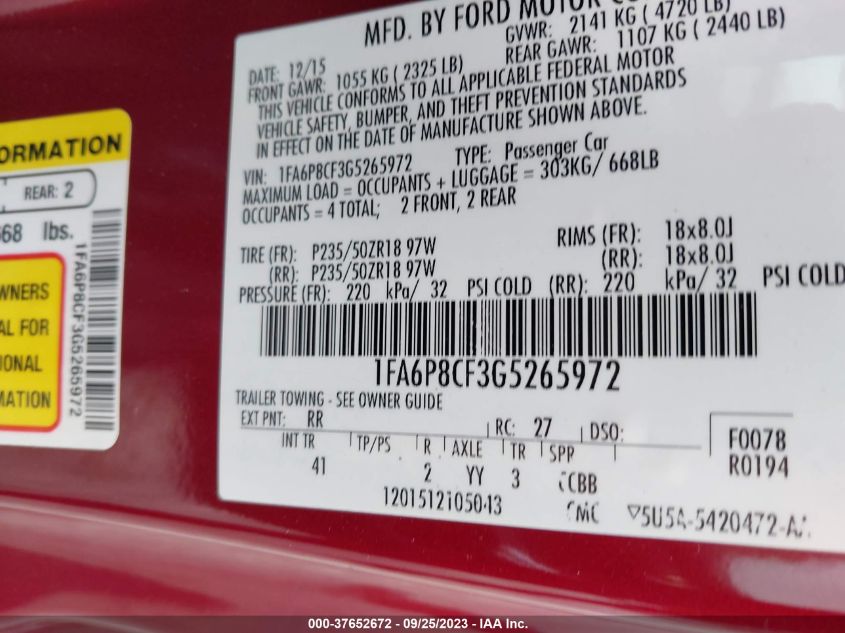 MFD. BY FORD MOTOR CO
DATE: 12/15
GVWR: 2141 KG ( 4720 LB)
FRONT GAWR: 1055 KG ( 2325 LB)
REAR GAWR: 1107 KG ( 2440 LB)
THIS VEHICLE CONFORMS TO ALL APPLICABLE FEDERAL MOTOR
VEHICLE SAFETY, BUMPER, AND THEFT PREVENTION STANDARDS
IN EFFECT ON THE DATE OF MANUFACTURE SHOWN ABOVE.
VIN: 1FA6P8CF3G5265972 TYPE: Passenger Car
MAXIMUM LOAD = OCCUPANTS + LUGGAGE = 303KG/ 668LB
OCCUPANTS = 4 TOTAL; 2 FRONT, 2 REAR
TIRE (FR): P235/50ZR18 97W RIMS (FR): 18x8.0J
(RR): P235/50ZR18 97W (RR): 18x8.0J
PRESSURE (FR): 220 kPa/ 32 PSI COLD (RR): 220 kPa/ 32 PSI COLD
1FA6P8CF3G5265972
TRAILER TOWING - SEE OWNER GUIDE
EXT PNT: RR RC: 27 DSO:
INT TR TP/PS R AXLE TR SPR
41 2 YY 3 CBB
F0078
R0194
12015121050413
5U5A-5420472-A
ORMATION
REAR: 2
668 lbs.
WNERS
AL FOR
IONAL
MATION
1FA6P8CF3G5265972
000-37652672 - 09/25/2023 - IAA Inc.